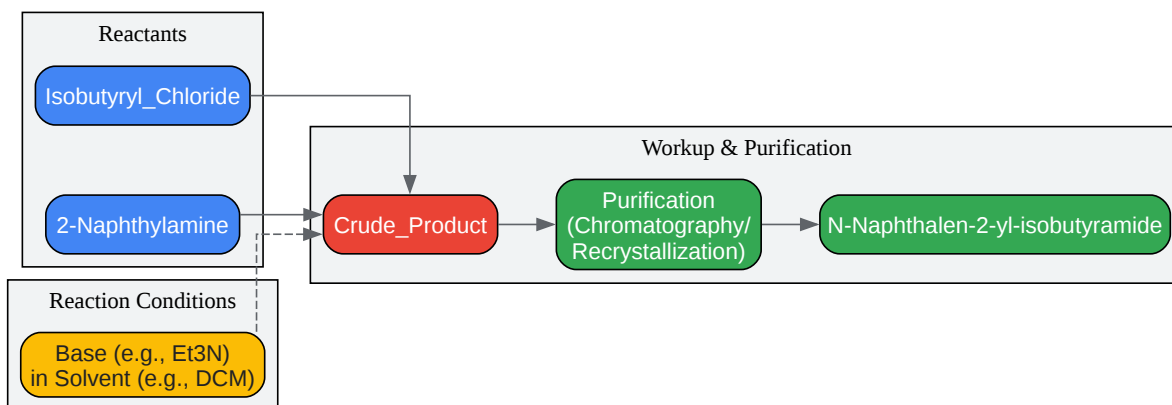 Reactants
Isobutyryl_Chloride
2-Naphthylamine
Reaction Conditions
Base (e.g., Et3N)
in Solvent (e.g., DCM)
Workup & Purification
Crude_Product
Purification
(Chromatography/
Recrystallization)
N-Naphthalen-2-yl-isobutyramide